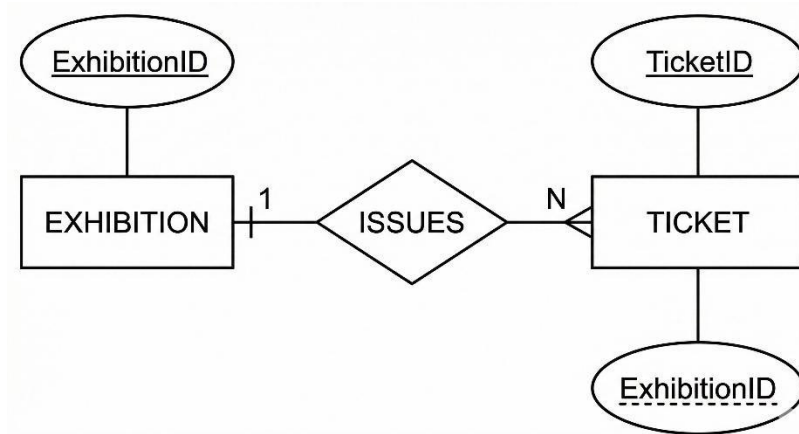 ExhibitionID
TicketID
EXHIBITION
1
ISSUES
N
TICKET
ExhibitionID